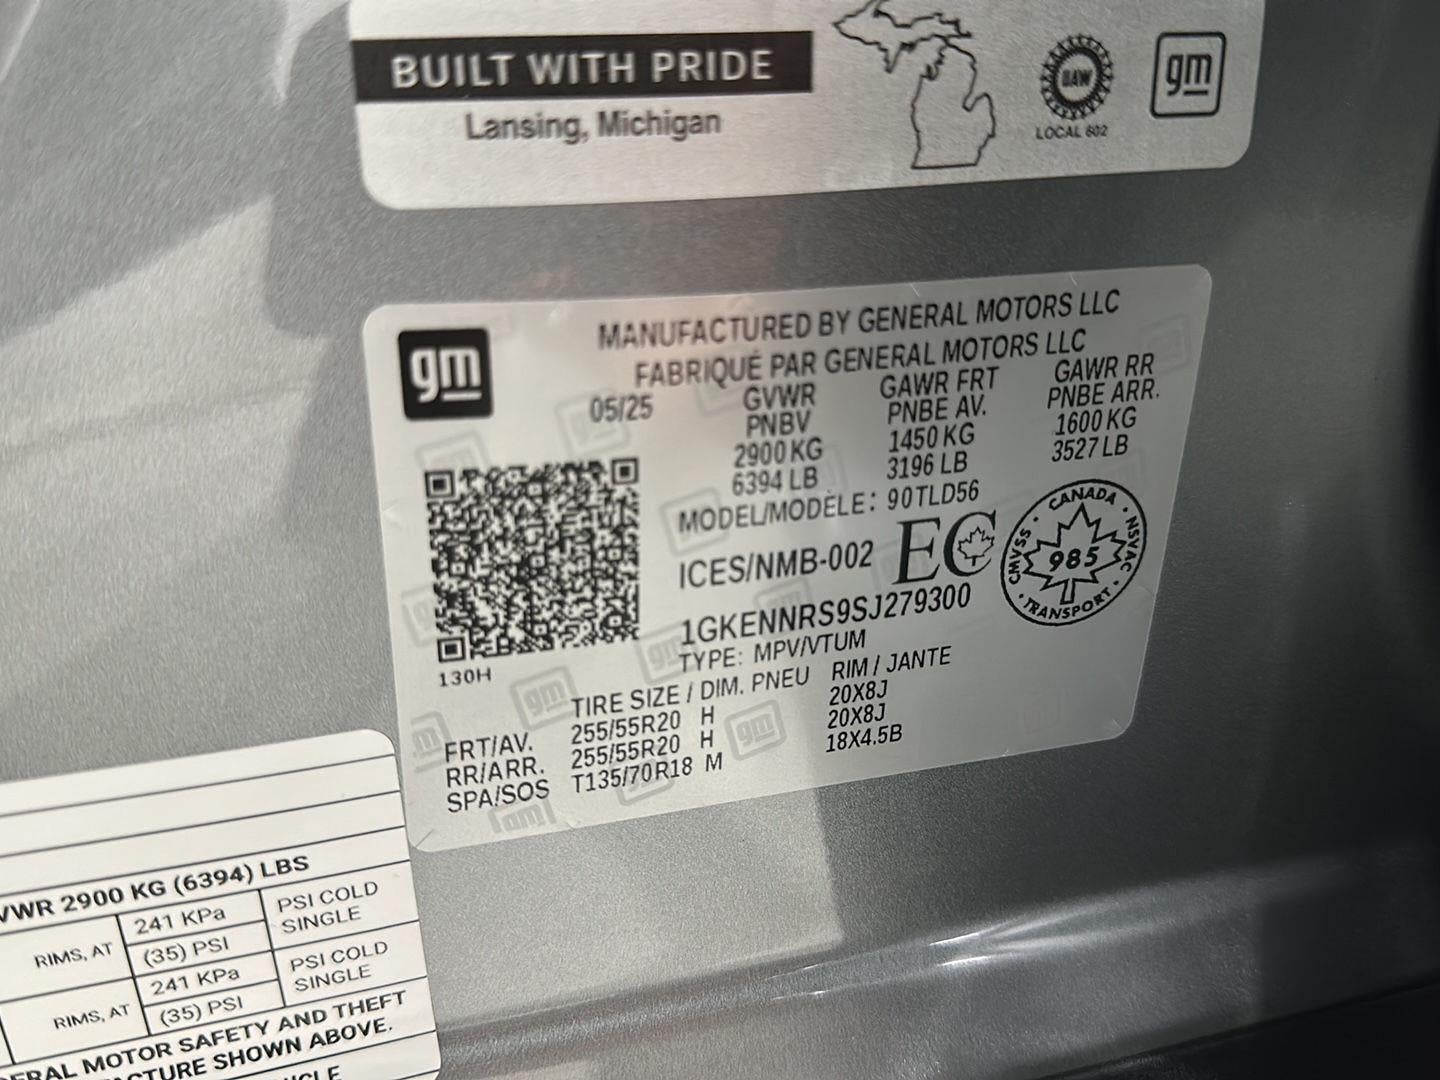 BUILT WITH PRIDE
Lansing, Michigan
UAW
LOCAL 602
gm
gm
MANUFACTURED BY GENERAL MOTORS LLC
FABRIQUÉ PAR GENERAL MOTORS LLC
05/25 GVWR GAWR FRT GAWR RR
PNBV PNBE AV. PNBE ARR.
2900 KG 1450 KG 1600 KG
6394 LB 3196 LB 3527 LB
MODEL/MODÈLE: 90TLD56
ICES/NMB-002 EC
CANADA NSVAC TRANSPORT CMVSS
985
1GKENNRS9SJ279300
TYPE: MPV/VTUM
130H
TIRE SIZE / DIM. PNEU RIM / JANTE
FRT/AV. 255/55R20 H 20X8J
RR/ARR. 255/55R20 H 20X8J
SPA/SOS T135/70R18 M 18X4.5B
VWR 2900 KG (6394) LBS
RIMS, AT 241 KPa PSI COLD
(35) PSI SINGLE
RIMS, AT 241 KPa PSI COLD
(35) PSI SINGLE
ERAL MOTOR SAFETY AND THEFT
ACTURE SHOWN ABOVE.